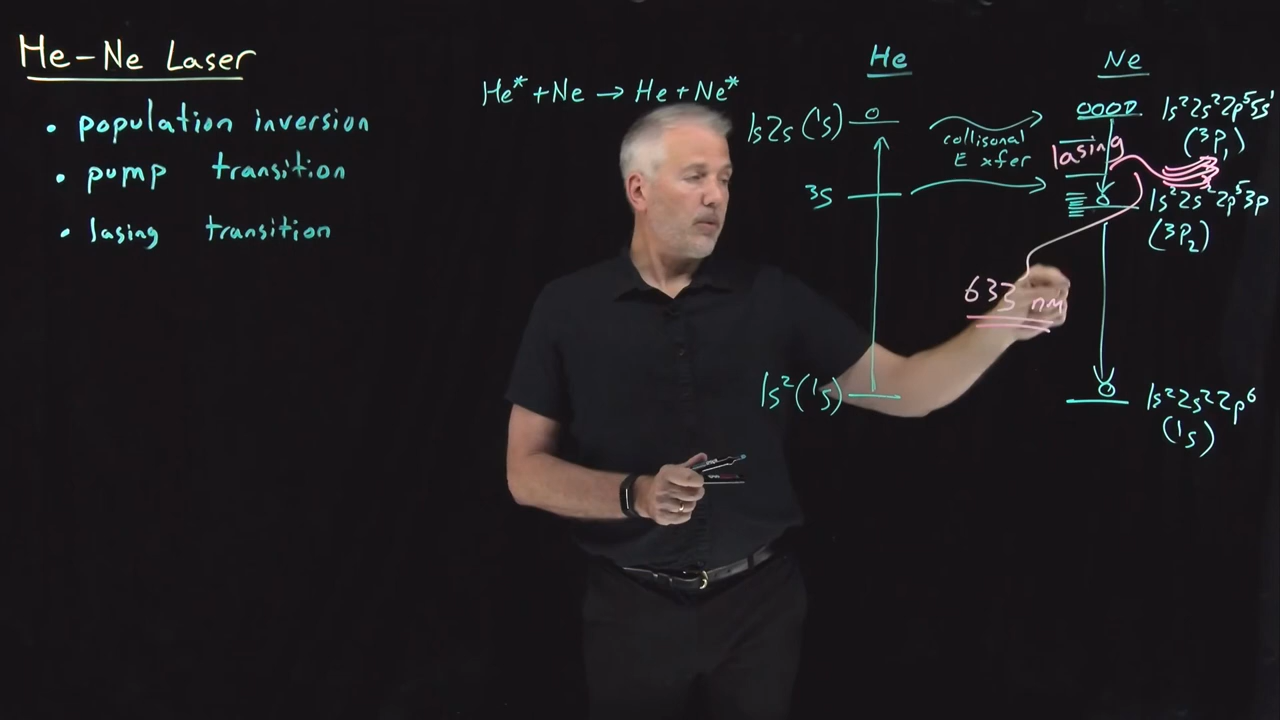 He-Ne Laser
• population inversion
• pump transition
• lasing transition
He* + Ne → He + Ne*
He
Ne
1s2s (¹S)
collisonal
E xfer
³S
1s²(¹S)
lasing
1s²2s²2p⁵5s¹
(³P₁)
1s²2s²2p⁵3p
(³P₂)
633 nm
1s²2s²2p⁶
(¹S)